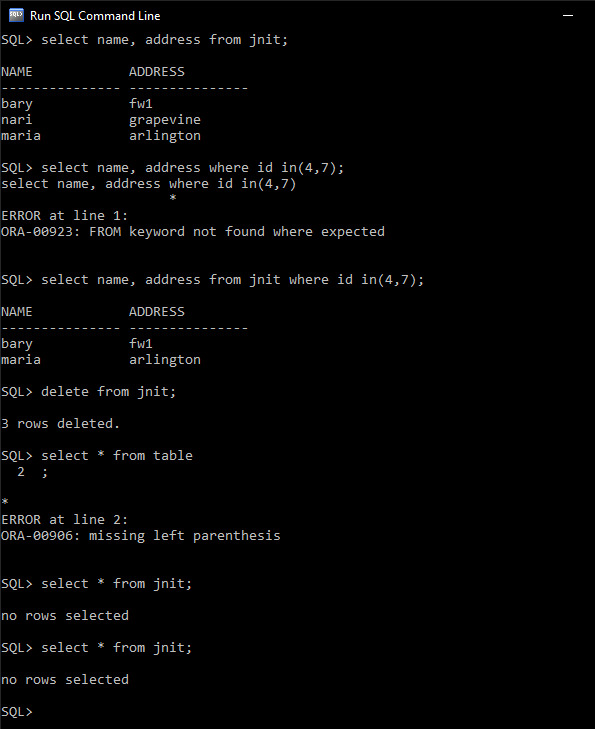 Run SQL Command Line
SQL> select name, address from jnit;
NAME            ADDRESS
--------------- ---------------
bary            fw1
nari            grapevine
maria           arlington
SQL> select name, address where id in(4,7);
select name, address where id in(4,7)
                     *
ERROR at line 1:
ORA-00923: FROM keyword not found where expected
SQL> select name, address from jnit where id in(4,7);
NAME            ADDRESS
--------------- ---------------
bary            fw1
maria           arlington
SQL> delete from jnit;
3 rows deleted.
SQL> select * from table
  2  ;
*
ERROR at line 2:
ORA-00906: missing left parenthesis
SQL> select * from jnit;
no rows selected
SQL> select * from jnit;
no rows selected
SQL>